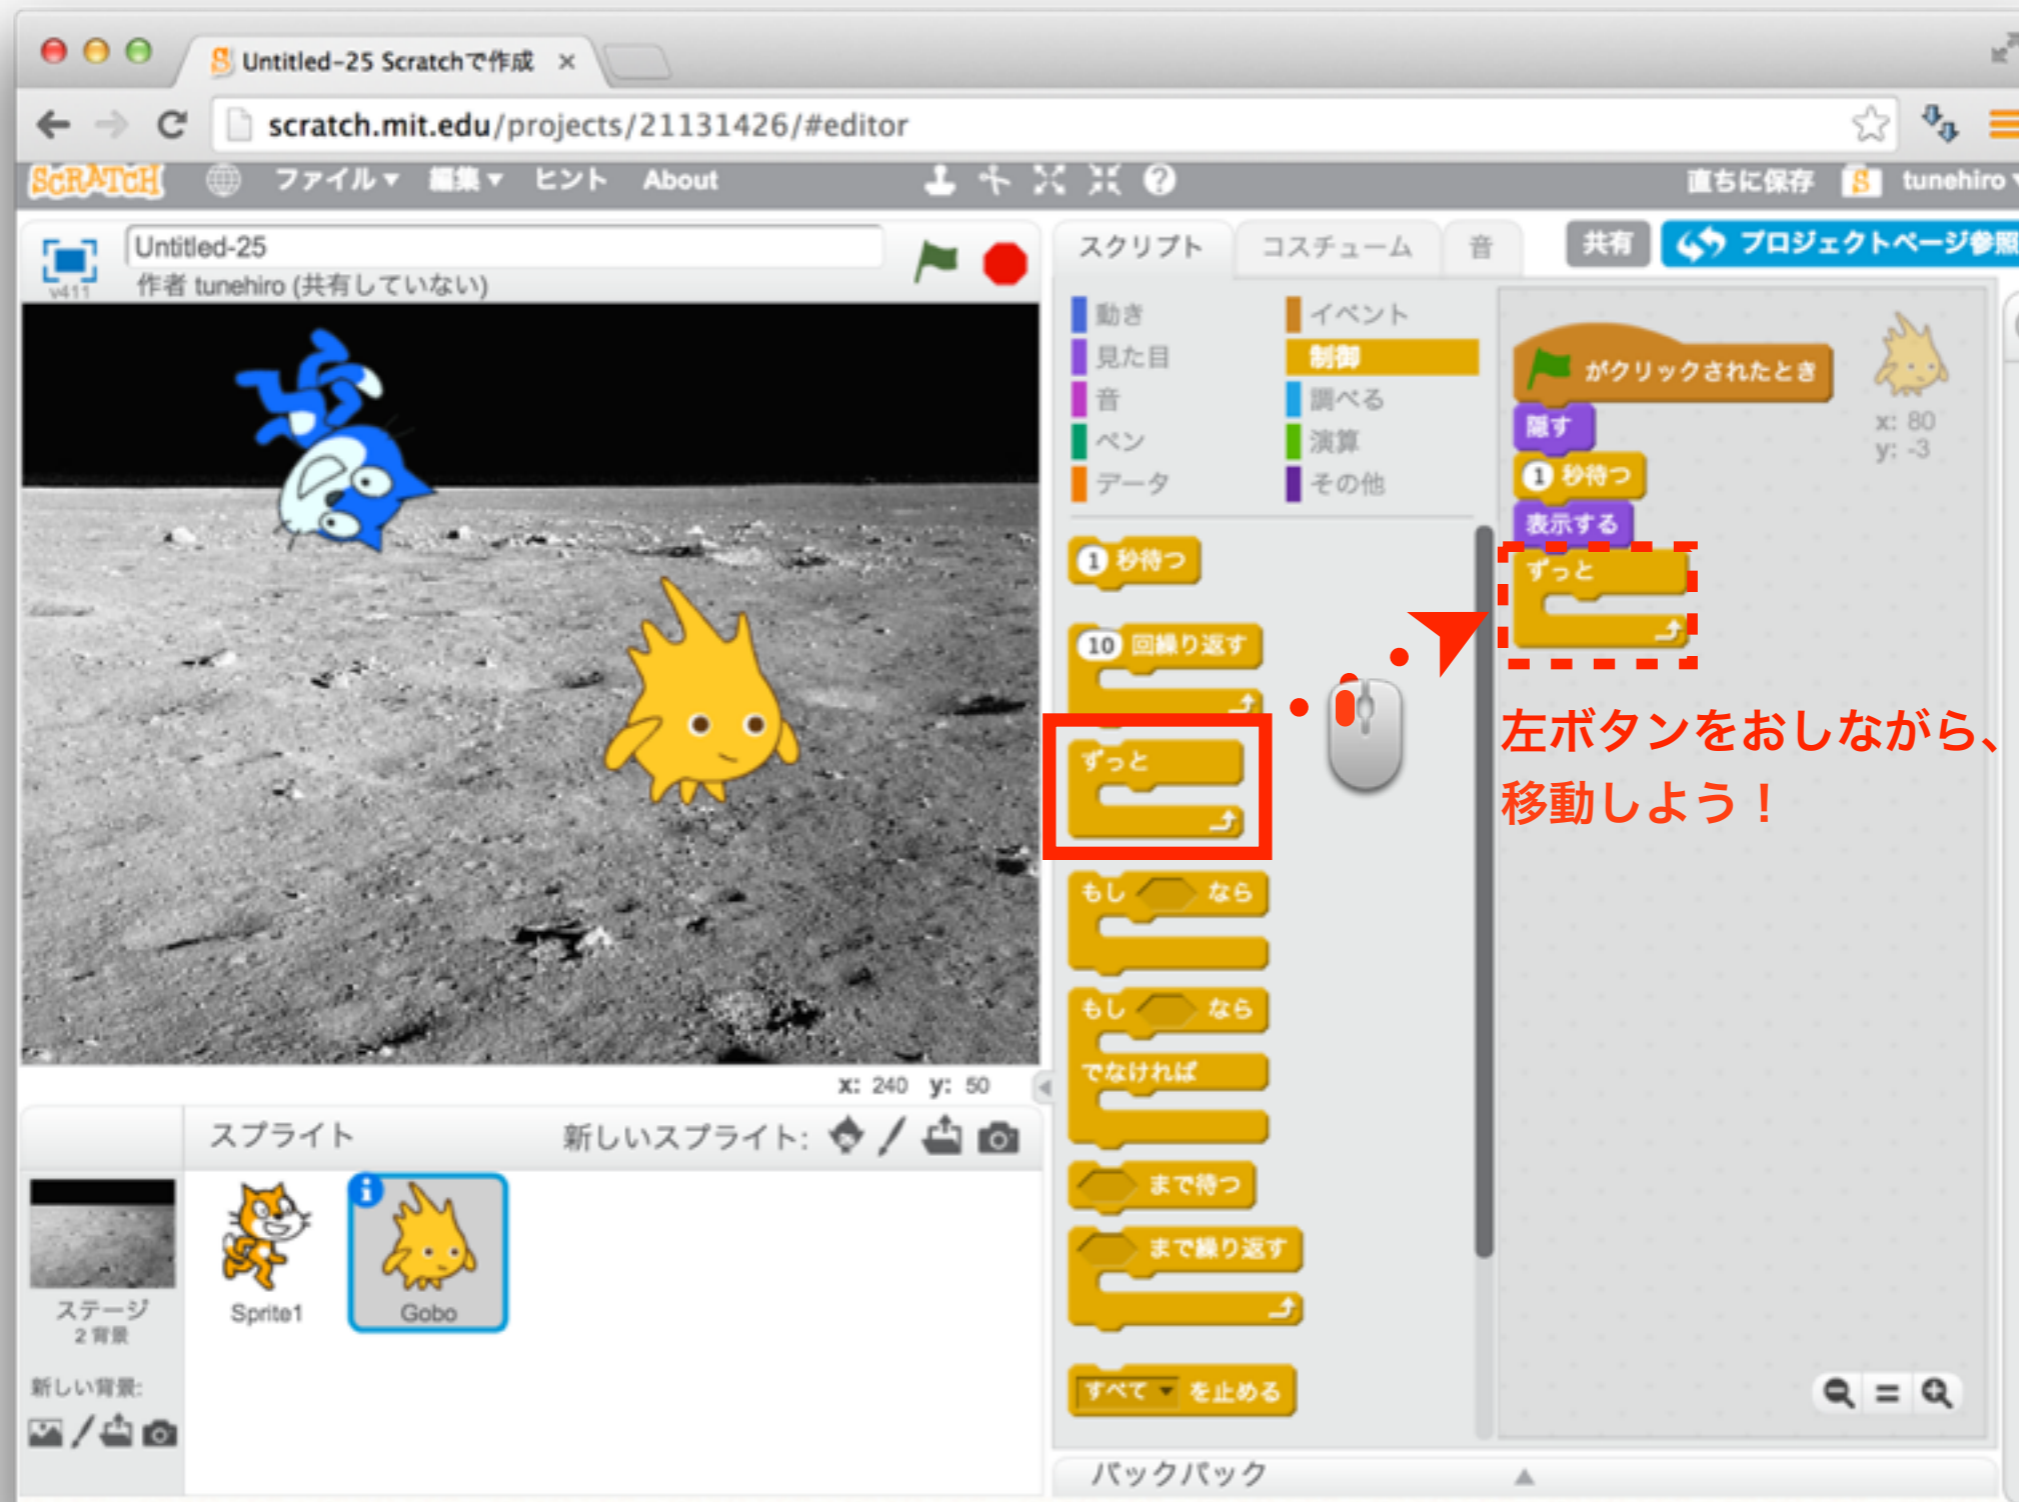 Untitled-25 Scratchで作成 ×
scratch.mit.edu/projects/21131426/#editor
SCRATCH ファイル▼ 編集▼ ヒント About
直ちに保存 S tunehiro
Untitled-25
作者 tunehiro (共有していない)
v411
スクリプト コスチューム 音
共有 プロジェクトページ参照
動き イベント
見た目 制御
音 調べる
ペン 演算
データ その他
1 秒待つ
10 回繰り返す
ずっと
もし なら
もし なら
でなければ
まで待つ
まで繰り返す
すべて▼ を止める
がクリックされたとき
隠す
1 秒待つ
表示する
ずっと
x: 80
y: -3
左ボタンをおしながら、
移動しよう！
x: 240 y: 50
スプライト 新しいスプライト:
Sprite1 Gobo
ステージ
2 背景
新しい背景:
バックパック